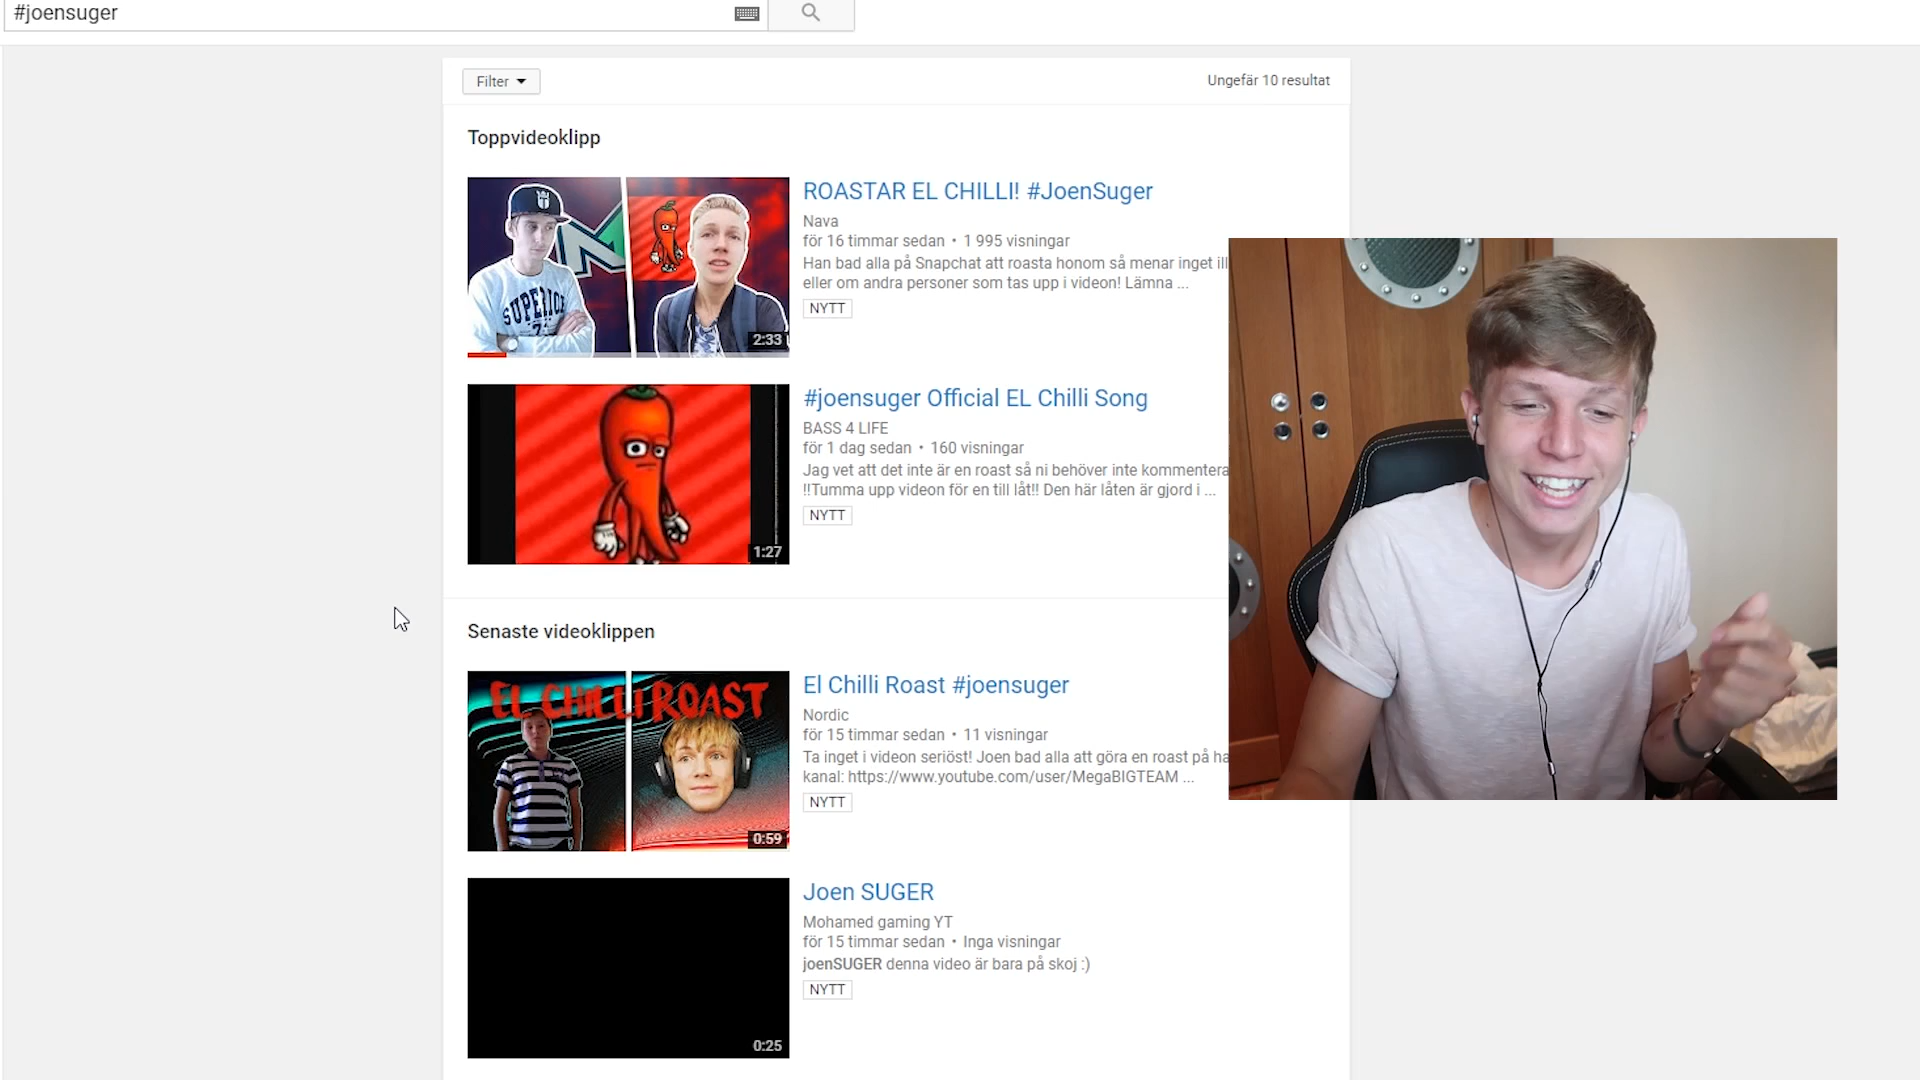 #joensuger
Filter
Ungefär 10 resultat
Toppvideoklipp
SUPERIOR
2:33
ROASTAR EL CHILLI! #JoenSuger
Nava
för 16 timmar sedan • 1 995 visningar
Han bad alla på Snapchat att roasta honom så menar inget ill
eller om andra personer som tas upp i videon! Lämna ...
NYTT
1:27
#joensuger Official EL Chilli Song
BASS 4 LIFE
för 1 dag sedan • 160 visningar
Jag vet att det inte är en roast så ni behöver inte kommentera
!!Tumma upp videon för en till låt!! Den här låten är gjord i ...
NYTT
Senaste videoklippen
EL CHILLI ROAST
0:59
El Chilli Roast #joensuger
Nordic
för 15 timmar sedan • 11 visningar
Ta inget i videon seriöst! Joen bad alla att göra en roast på ha
kanal: https://www.youtube.com/user/MegaBIGTEAM ...
NYTT
0:25
Joen SUGER
Mohamed gaming YT
för 15 timmar sedan • Inga visningar
joenSUGER denna video är bara på skoj :)
NYTT